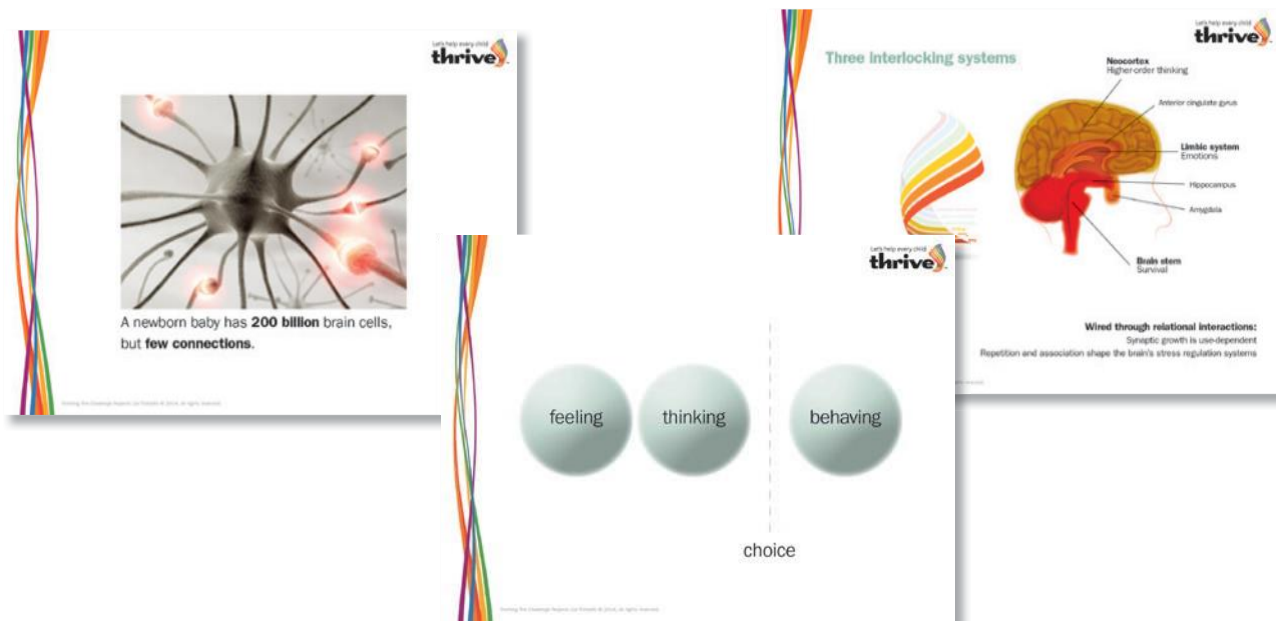 Let's help every child
thrive
A newborn baby has 200 billion brain cells,
but few connections.
Let's help every child
thrive
Three interlocking systems
Neocortex
Higher-order thinking
Anterior cingulate gyrus
Limbic system
Emotions
Hippocampus
Amygdala
Brain stem
Survival
Wired through relational interactions:
Synaptic growth is use-dependent
Repetition and association shape the brain's stress regulation systems
Let's help every child
thrive
feeling
thinking
behaving
choice